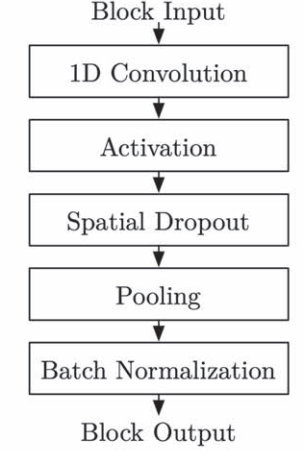 Block Input
1D Convolution
Activation
Spatial Dropout
Pooling
Batch Normalization
Block Output